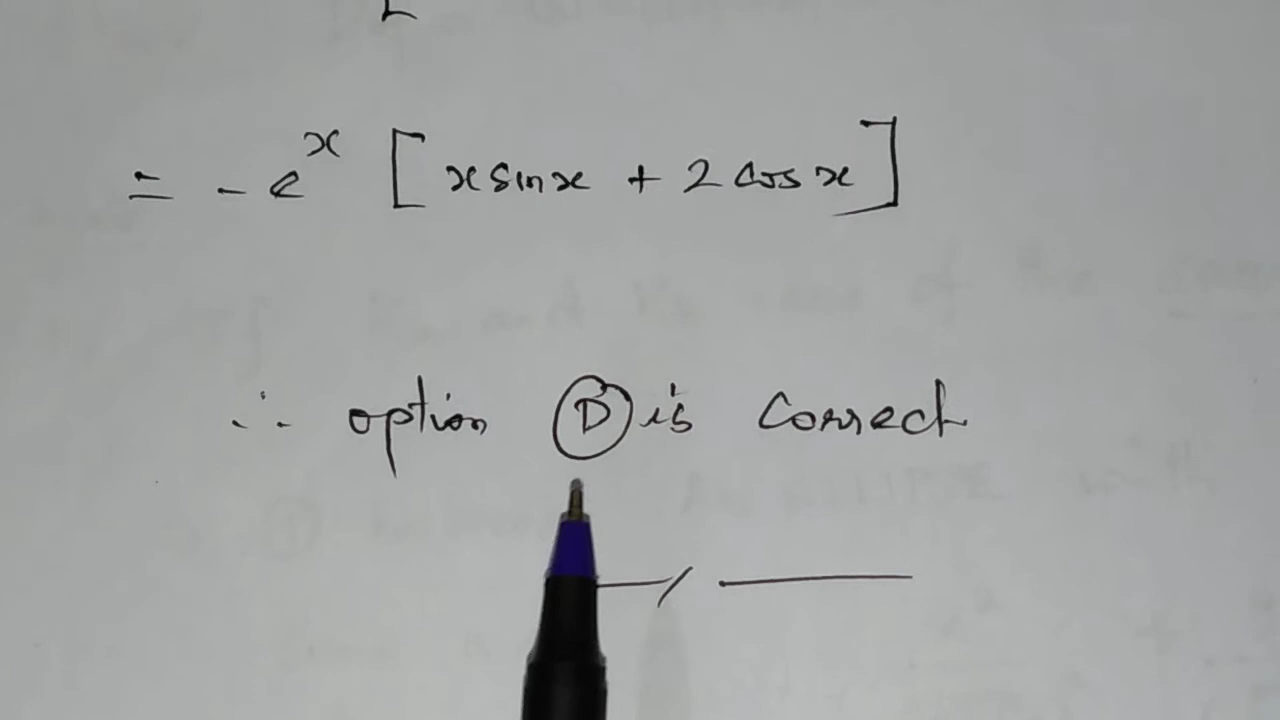 = - e^x [x sin x + 2 cos x]
∴ option Ⓓ is correct